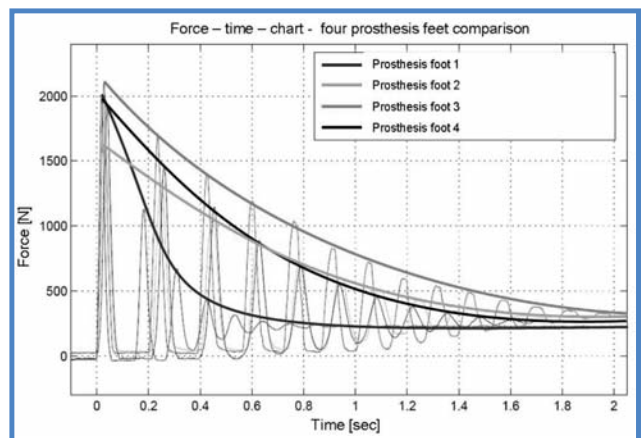 Force – time – chart - four prosthesis feet comparison
Prosthesis foot 1
Prosthesis foot 2
Prosthesis foot 3
Prosthesis foot 4
Force [N]
2000
1500
1000
500
0
0 0.2 0.4 0.6 0.8 1 1.2 1.4 1.6 1.8 2
Time [sec]